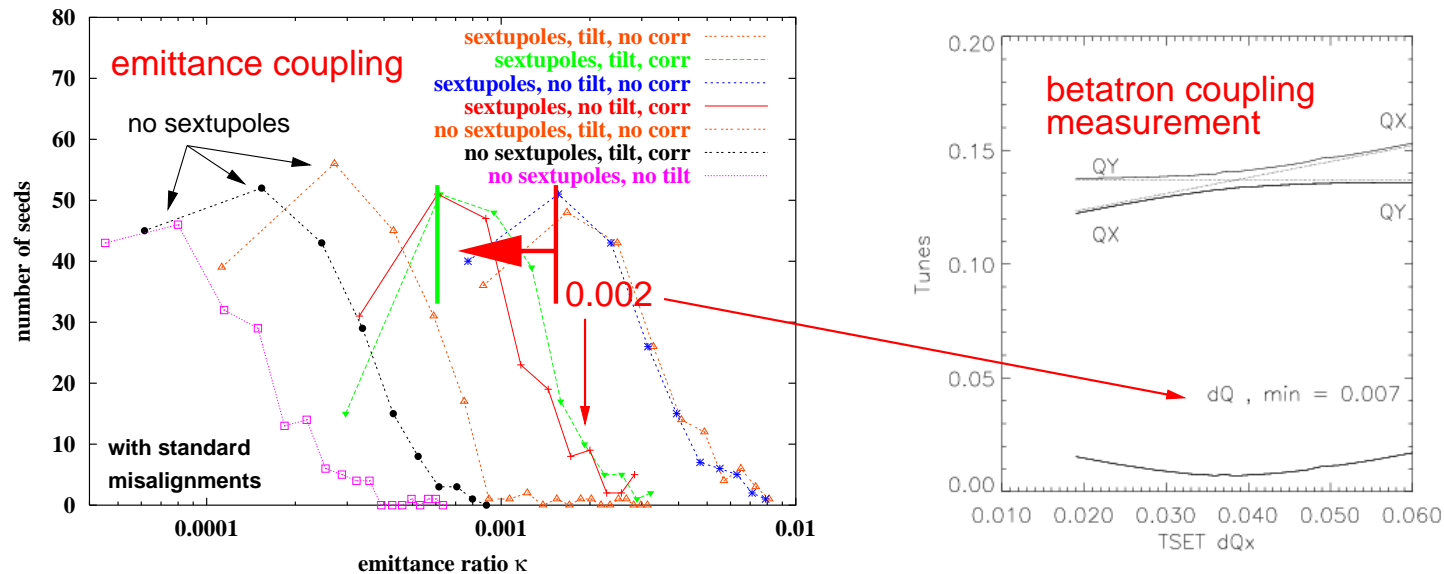 80
70
60
50
40
30
20
10
0
number of seeds
emittance coupling
no sextupoles
sextupoles, tilt, no corr
sextupoles, tilt, corr
sextupoles, no tilt, no corr
sextupoles, no tilt, corr
no sextupoles, tilt, no corr
no sextupoles, tilt, corr
no sextupoles, no tilt
0.002
with standard
misalignments
0.0001
0.001
0.01
emittance ratio κ
0.20
0.15
0.10
0.05
0.00
Tunes
betatron coupling
measurement
QX
QY
QY
QX
dQ , min = 0.007
0.010
0.020
0.030
0.040
0.050
0.060
TSET dQx